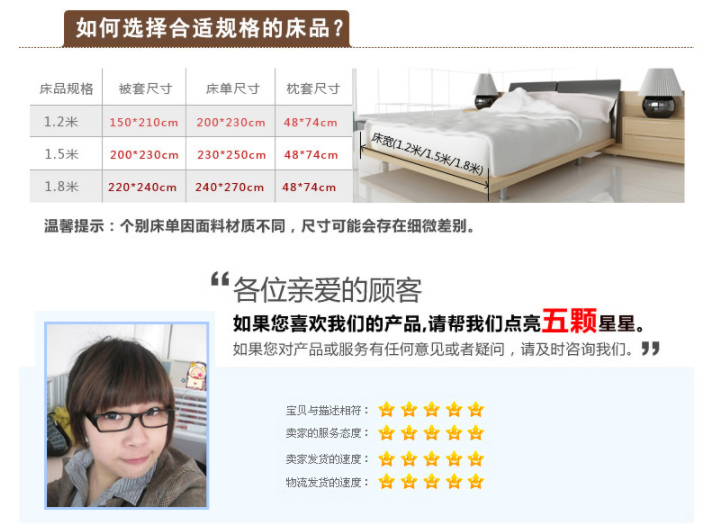 如何选择合适规格的床品?
床品规格 被套尺寸 床单尺寸 枕套尺寸
1.2米 150*210cm 200*230cm 48*74cm
1.5米 200*230cm 230*250cm 48*74cm
1.8米 220*240cm 240*270cm 48*74cm
床宽(1.2米/1.5米/1.8米)
温馨提示：个别床单因面料材质不同，尺寸可能会存在细微差别。
“各位亲爱的顾客
如果您喜欢我们的产品,请帮我们点亮五颗星星。
如果您对产品或服务有任何意见或者疑问，请及时咨询我们。”
宝贝与描述相符：
卖家的服务态度：
卖家发货的速度：
物流发货的速度：